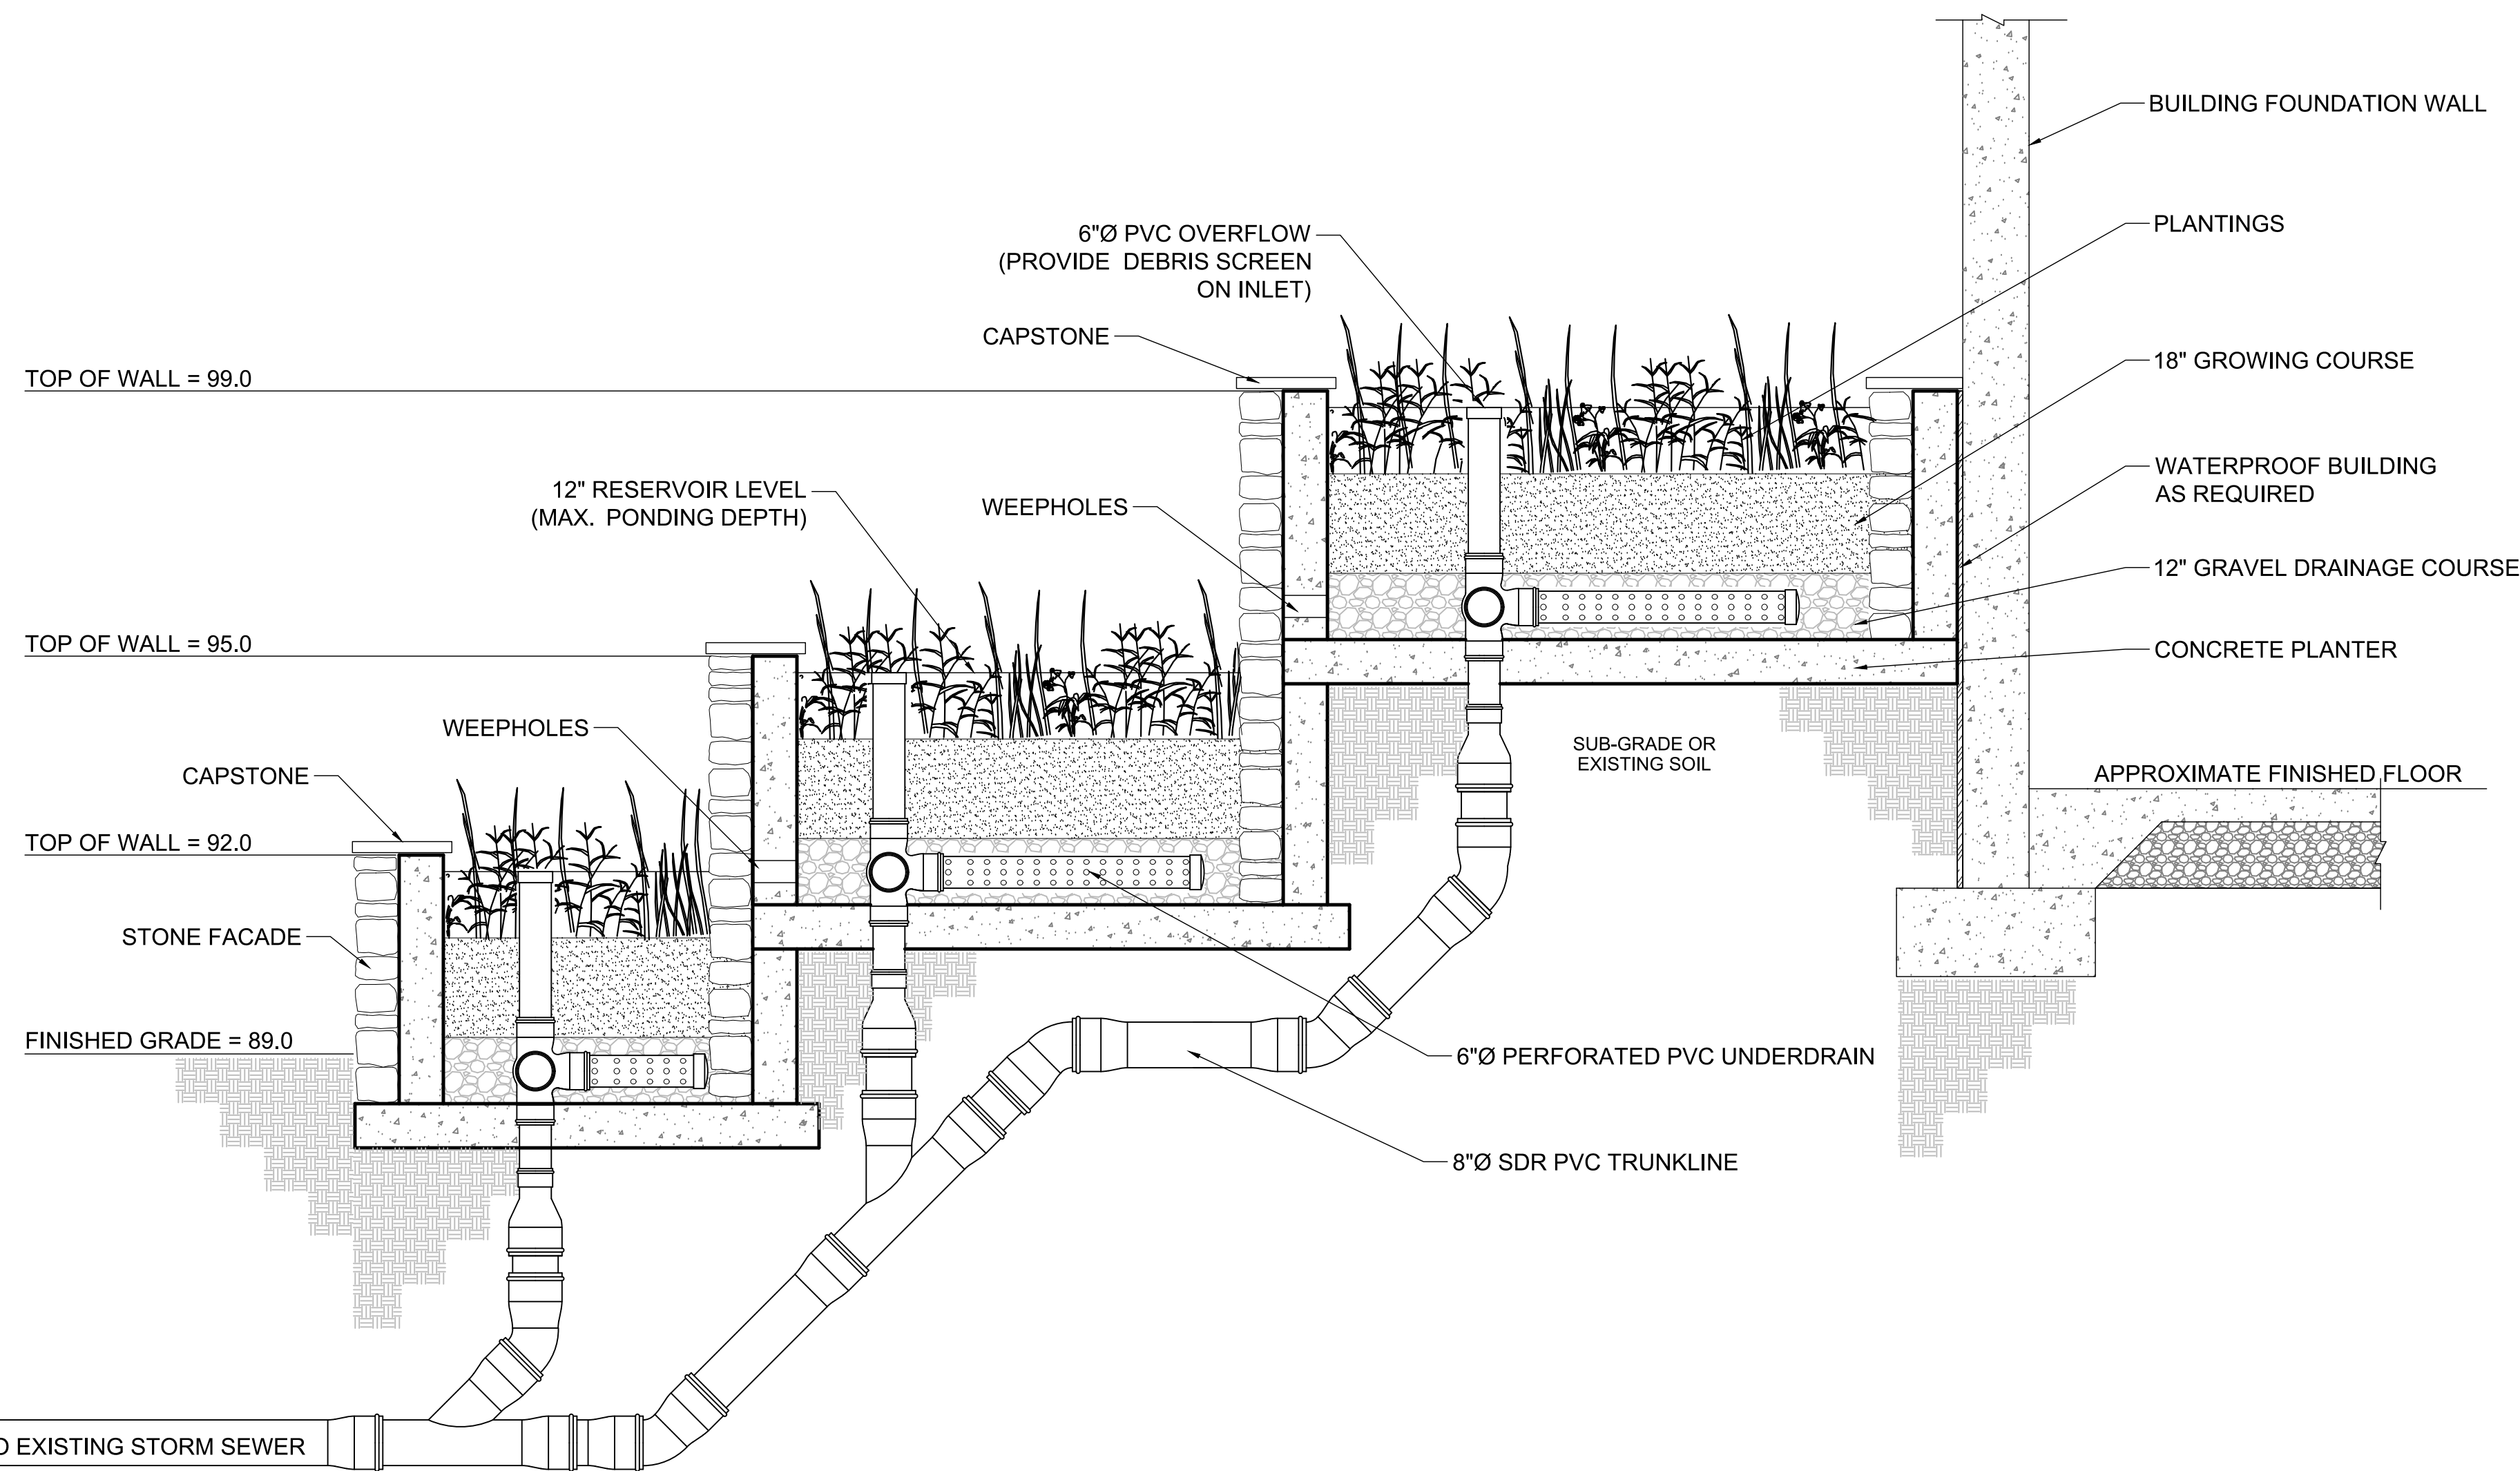 BUILDING FOUNDATION WALL
PLANTINGS
6"Ø PVC OVERFLOW
(PROVIDE DEBRIS SCREEN
ON INLET)
CAPSTONE
18" GROWING COURSE
TOP OF WALL = 99.0
WATERPROOF BUILDING
AS REQUIRED
12" RESERVOIR LEVEL
(MAX. PONDING DEPTH)
WEEPHOLES
12" GRAVEL DRAINAGE COURSE
TOP OF WALL = 95.0
CONCRETE PLANTER
WEEPHOLES
SUB-GRADE OR
EXISTING SOIL
CAPSTONE
APPROXIMATE FINISHED FLOOR
TOP OF WALL = 92.0
STONE FACADE
FINISHED GRADE = 89.0
6"Ø PERFORATED PVC UNDERDRAIN
8"Ø SDR PVC TRUNKLINE
EXISTING STORM SEWER